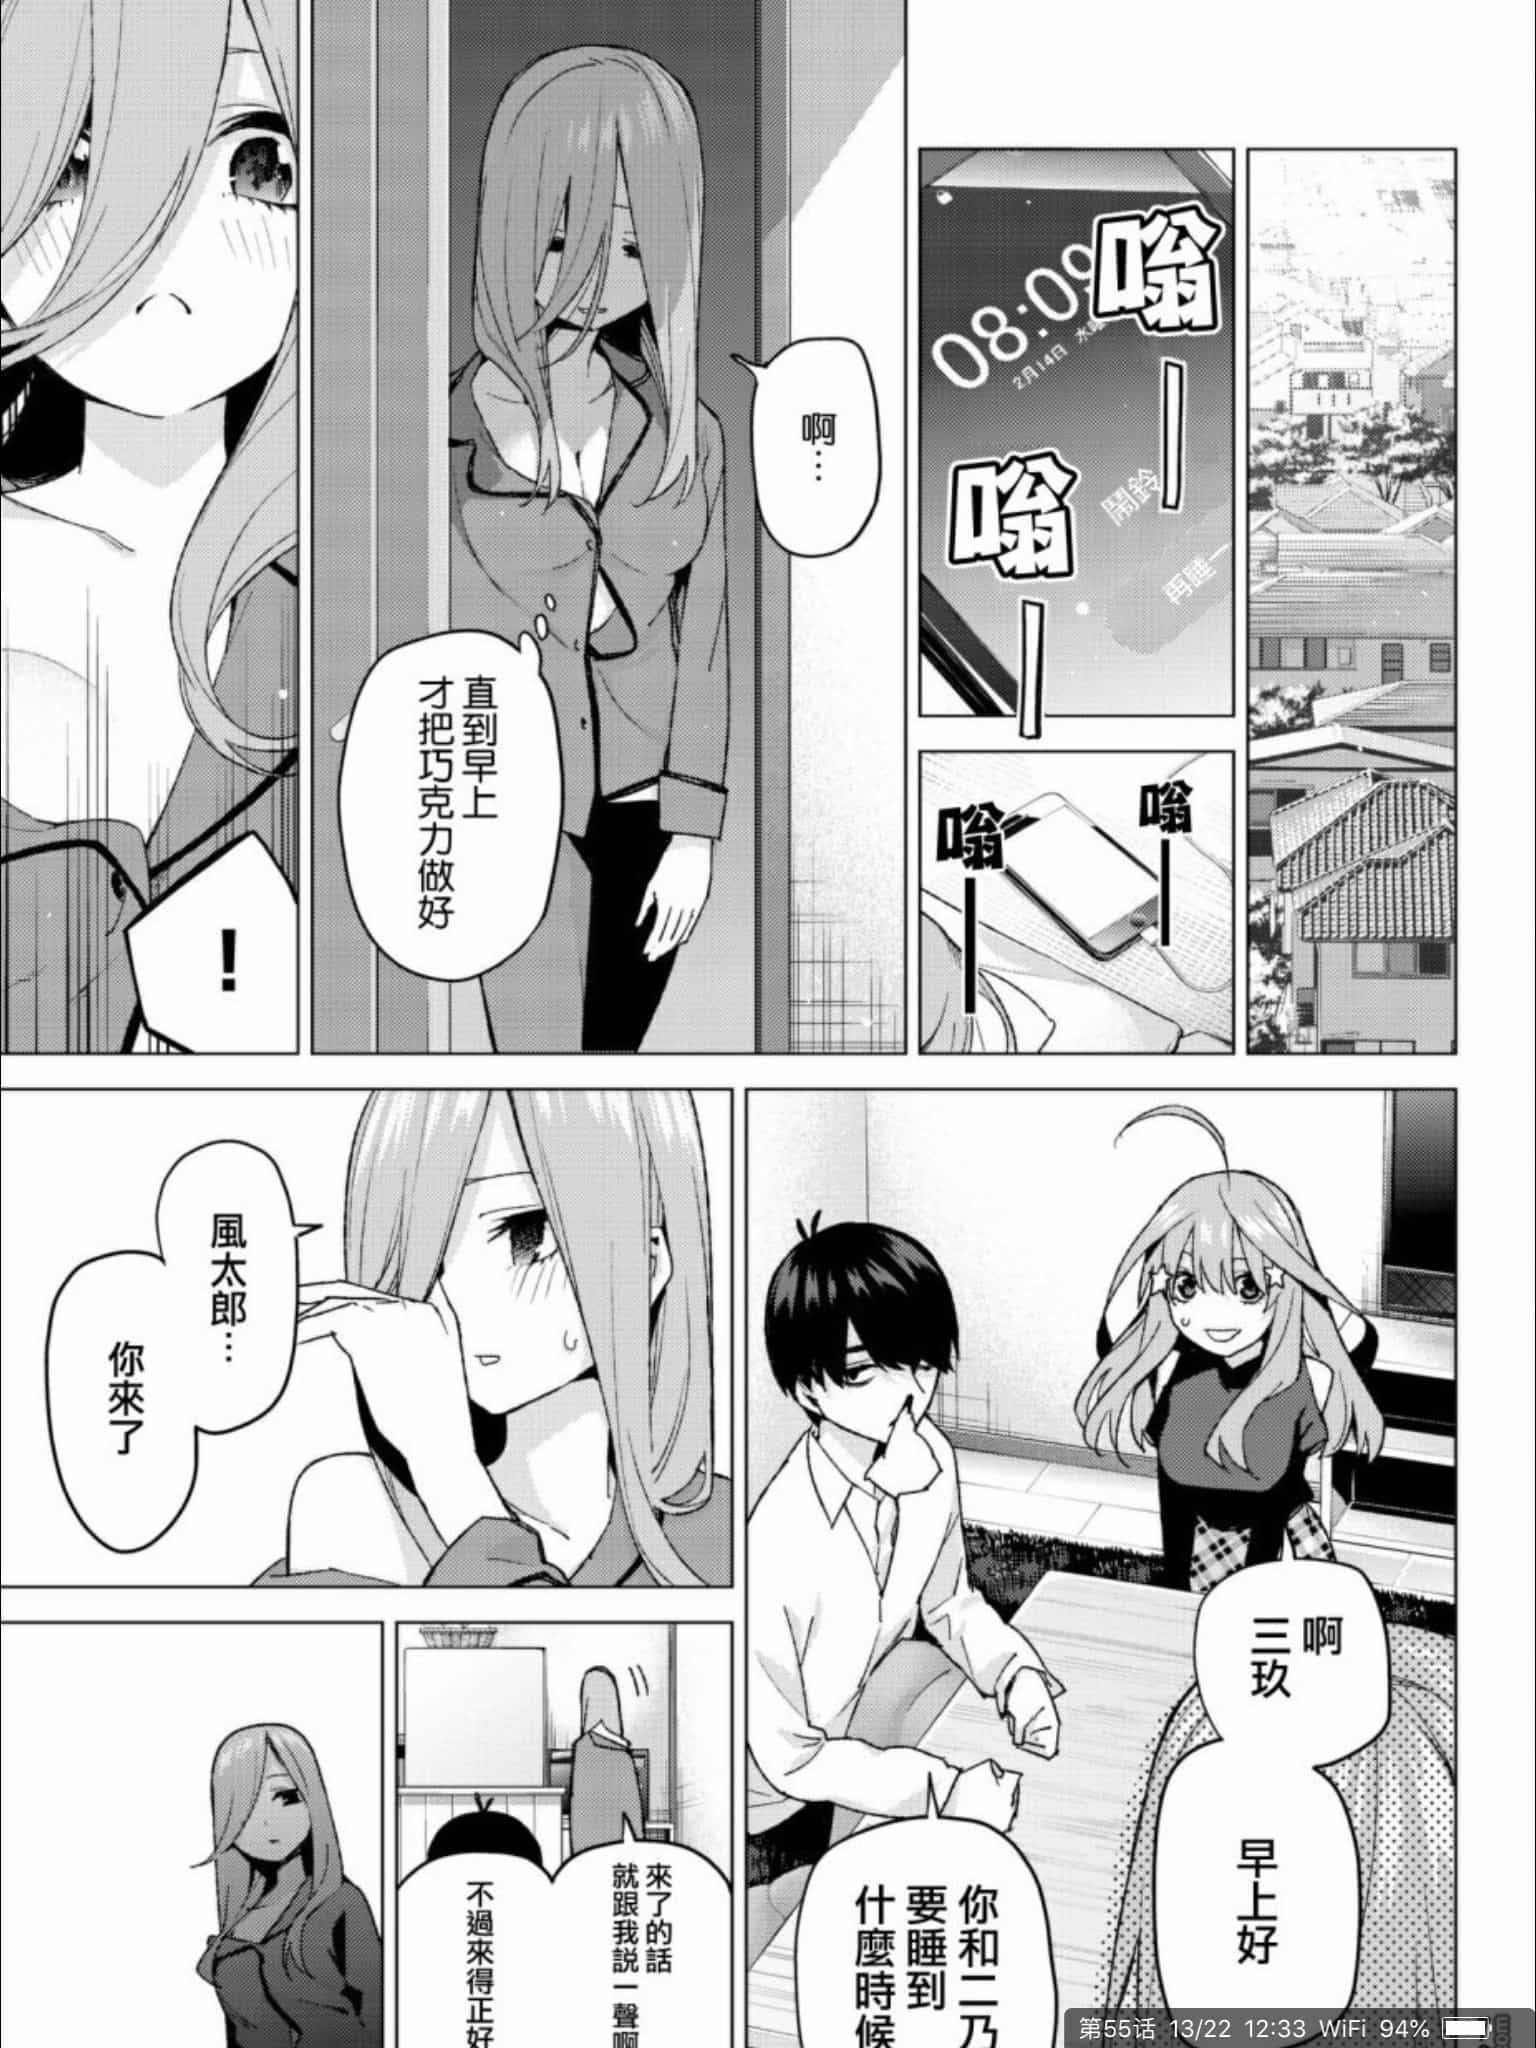 嗡
08:09
2月14日 水曜
嗡
鬧鈴
再睡一
嗡
嗡
啊…
直到早上
才把巧克力做好
！
啊
三玖
早上好
你和二乃
要睡到
什麼時候
風太郎…
你來了
來了的話
就跟我説一聲啊
不過來得正好
第55话 13/22 12:33 WiFi 94%